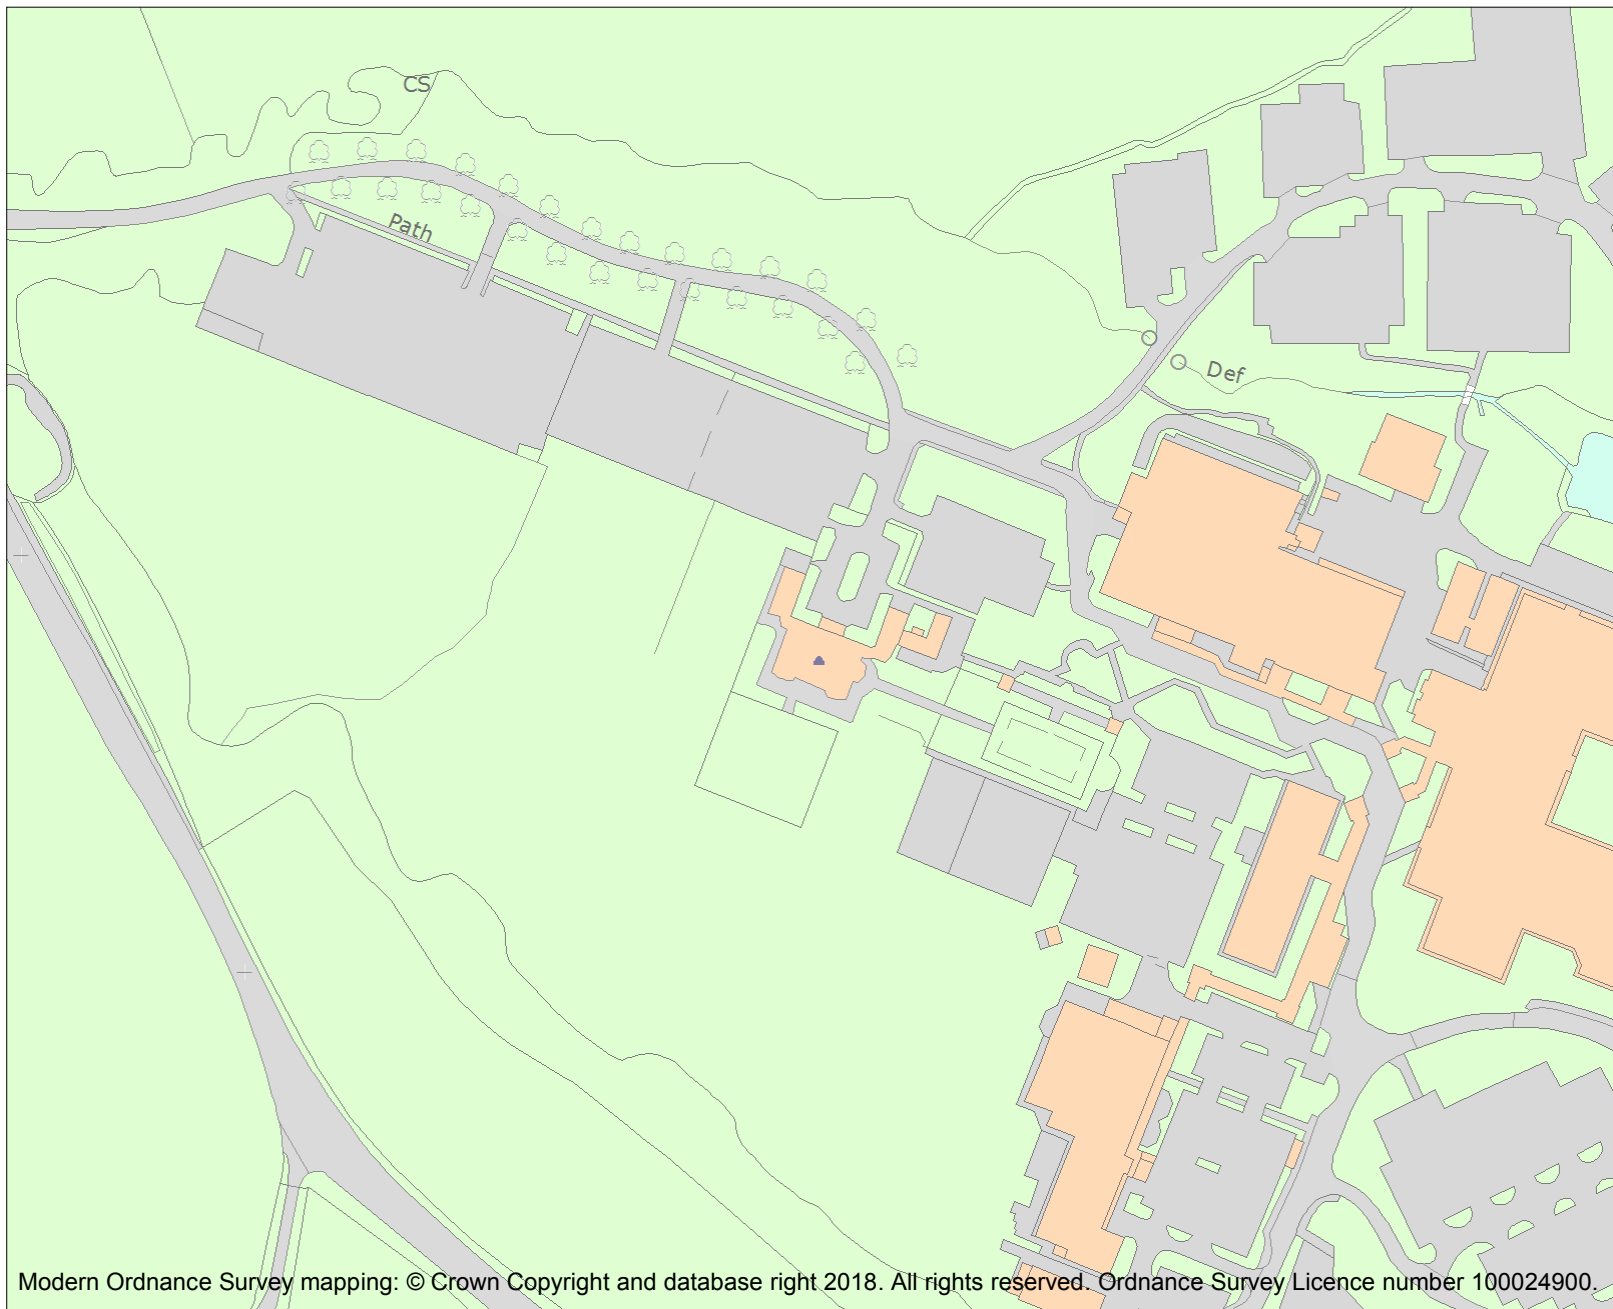 CS
Path
Def
Modern Ordnance Survey mapping: © Crown Copyright and database right 2018. All rights reserved. Ordnance Survey Licence number 100024900.